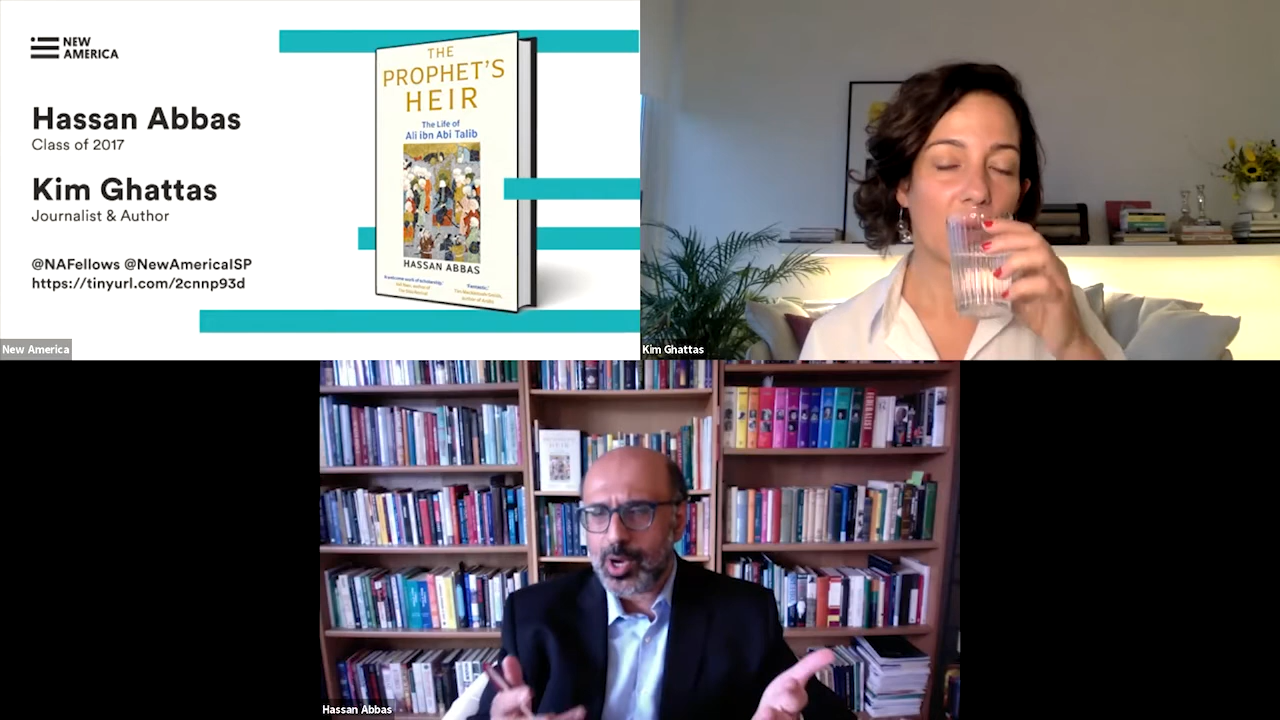 NEW
AMERICA
Hassan Abbas
Class of 2017
Kim Ghattas
Journalist & Author
@NAFellows @NewAmericaISP
https://tinyurl.com/2cnnp93d
THE
PROPHET'S
HEIR
The Life of
Ali ibn Abi Talib
HASSAN ABBAS
New America
Kim Ghattas
Hassan Abbas